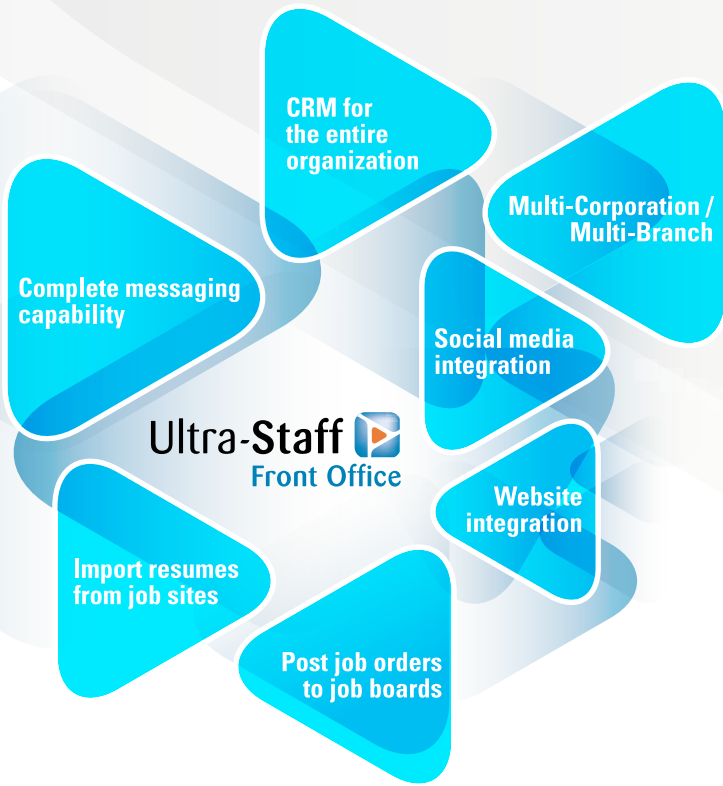 CRM for
the entire
organization
Multi-Corporation /
Multi-Branch
Complete messaging
capability
Social media
integration
Ultra-Staff
Front Office
Website
integration
Import resumes
from job sites
Post job orders
to job boards